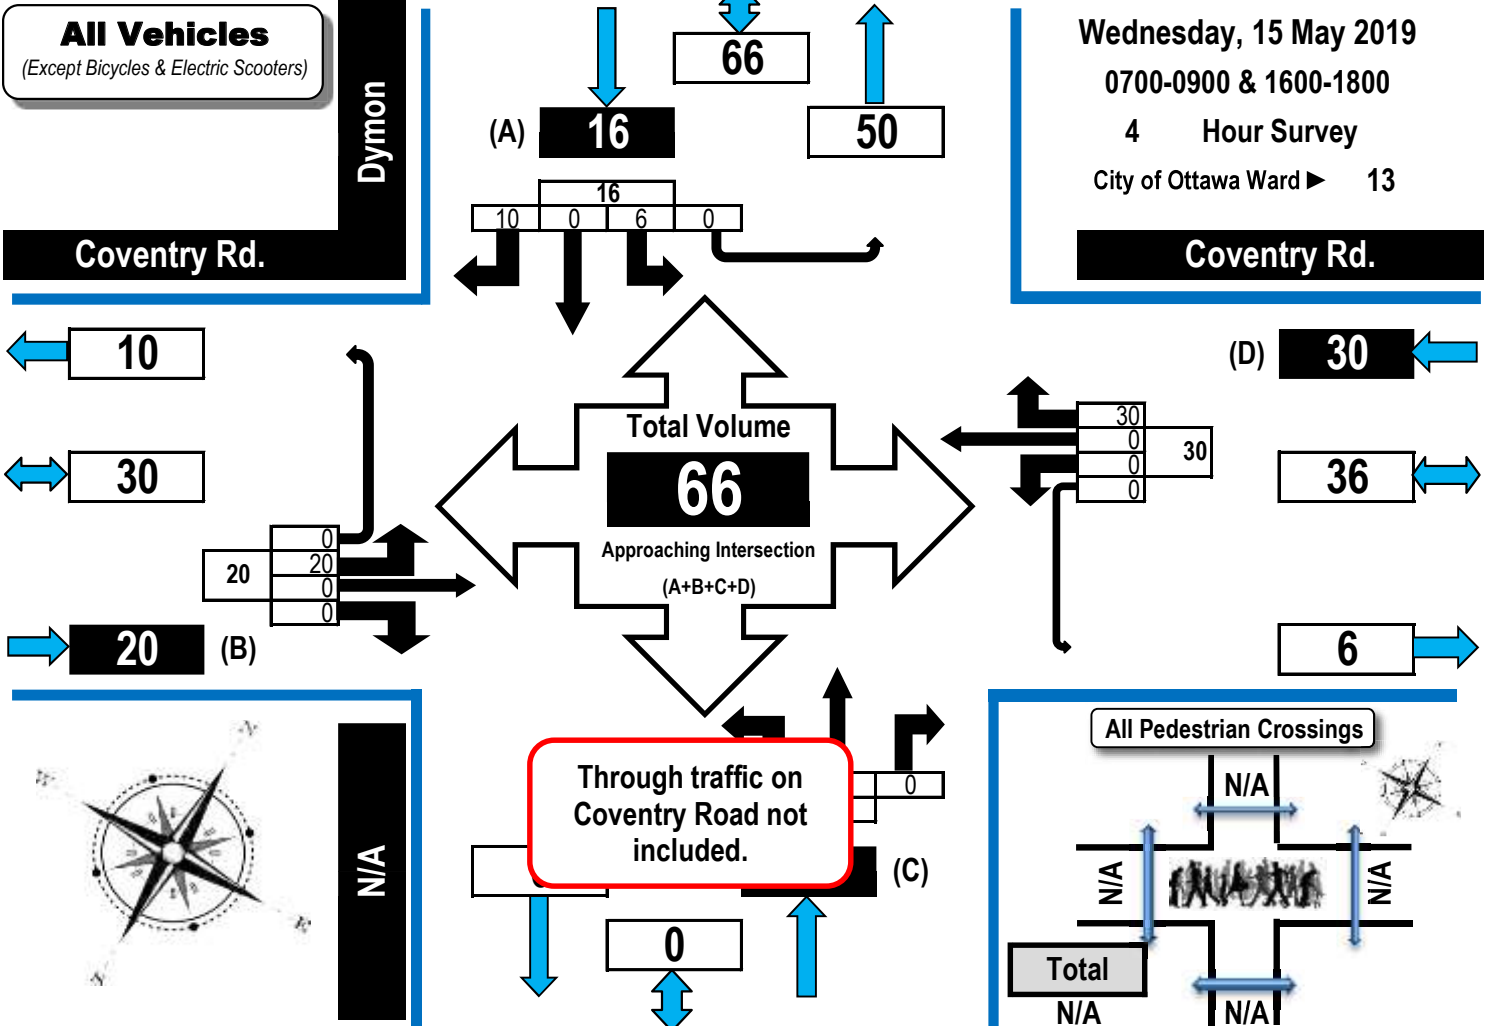 All Vehicles
(Except Bicycles & Electric Scooters)
Dymon
Coventry Rd.
66
(A) 16
50
16
10 0 6 0
Wednesday, 15 May 2019
0700-0900 & 1600-1800
4 Hour Survey
City of Ottawa Ward ► 13
Coventry Rd.
10
30
0
20
0
0
20
20 (B)
Total Volume
66
Approaching Intersection
(A+B+C+D)
(D) 30
30
0
0
0
30
36
6
N
W
E
S
N/A
Through traffic on
Coventry Road not
included.
0
(C)
0
All Pedestrian Crossings
N/A
N/A
N/A
N/A
Total
N/A